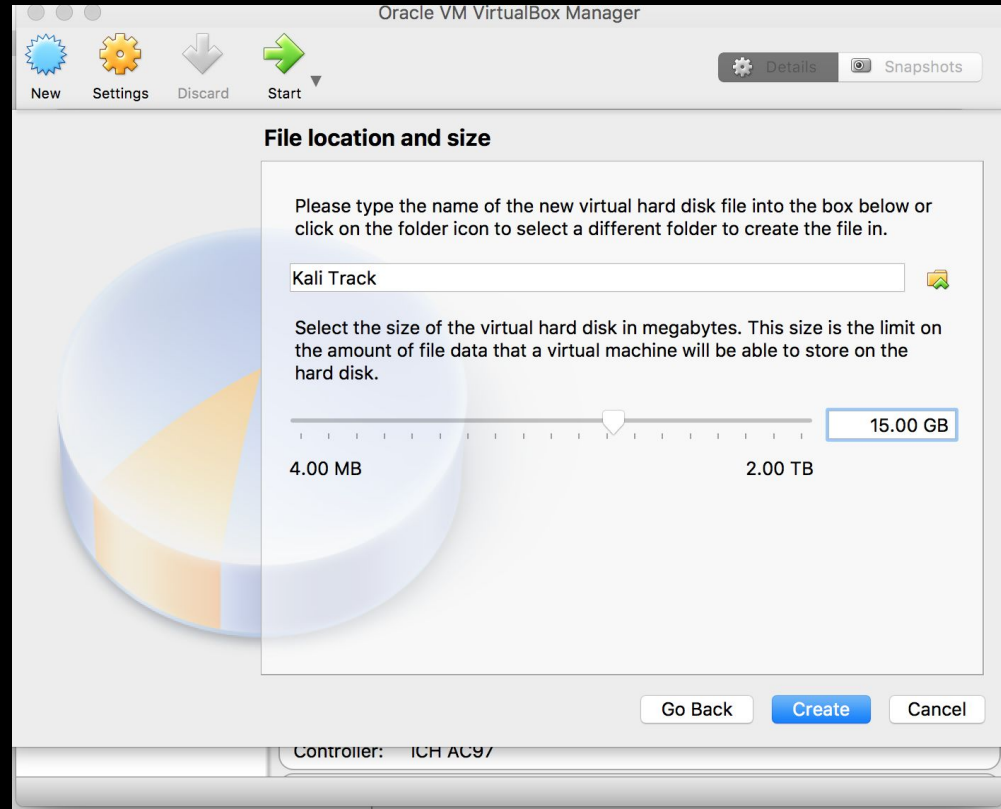 Oracle VM VirtualBox Manager
New
Settings
Discard
Start
Details
Snapshots
File location and size
Please type the name of the new virtual hard disk file into the box below or
click on the folder icon to select a different folder to create the file in.
Kali Track
Select the size of the virtual hard disk in megabytes. This size is the limit on
the amount of file data that a virtual machine will be able to store on the
hard disk.
15.00 GB
4.00 MB
2.00 TB
Go Back
Create
Cancel
Controller: ICH AC97